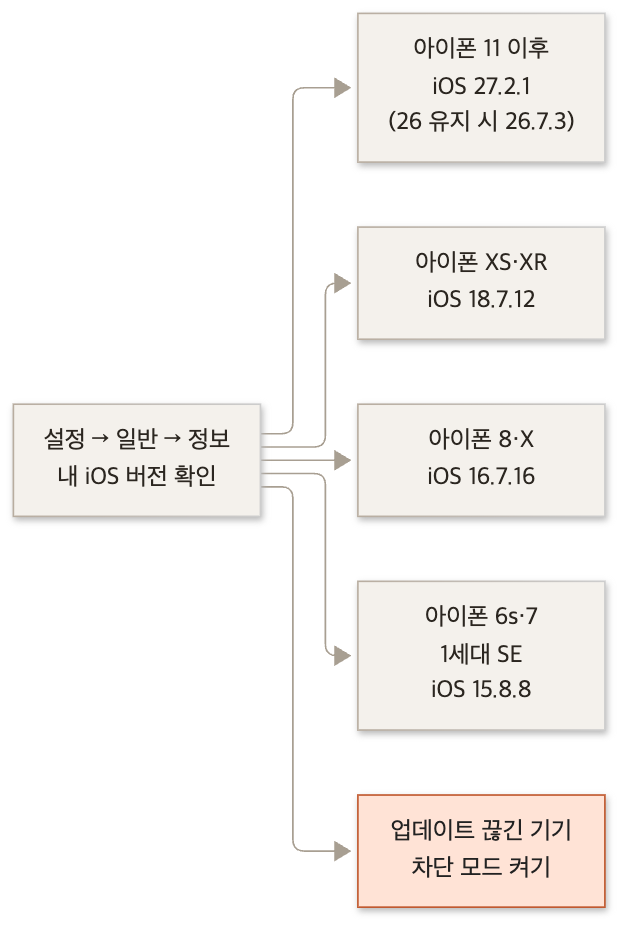 아이폰 11 이후
iOS 27.2.1
(26 유지 시 26.7.3)
아이폰 XS·XR
iOS 18.7.12
설정 → 일반 → 정보
내 iOS 버전 확인
아이폰 8·X
iOS 16.7.16
아이폰 6s·7
1세대 SE
iOS 15.8.8
업데이트 끊긴 기기
차단 모드 켜기